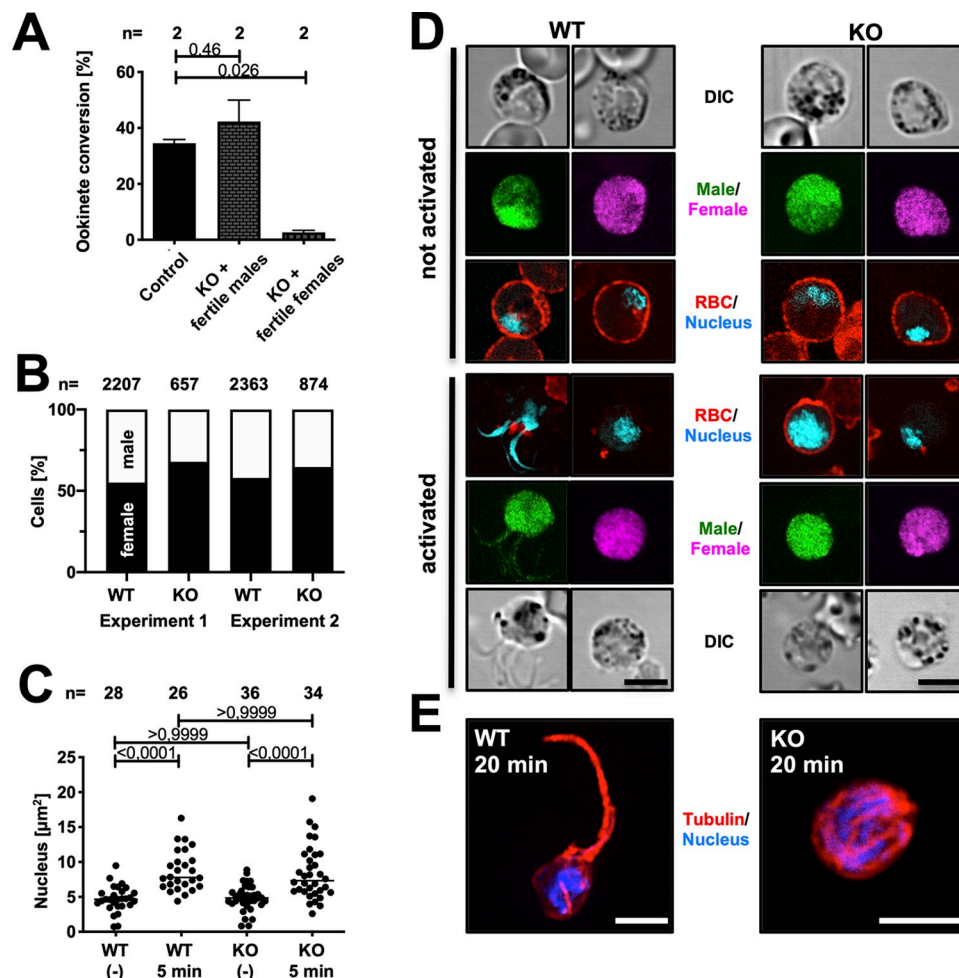 A
n= 2 2 2
0.46
0.026
Ookinete conversion [%]
60
40
20
0
Control
KO +
fertile males
KO +
fertile females
B
n= 2207 657 2363 874
Cells [%]
100
50
0
male
female
WT KO WT KO
Experiment 1 Experiment 2
C
n= 28 26 36 34
>0,9999
>0,9999
<0,0001 <0,0001
Nucleus [µm²]
25
20
15
10
5
0
WT WT KO KO
(-) 5 min (-) 5 min
D
WT KO
not activated
DIC
Male/
Female
RBC/
Nucleus
activated
RBC/
Nucleus
Male/
Female
DIC
E
WT
20 min
Tubulin/
Nucleus
KO
20 min